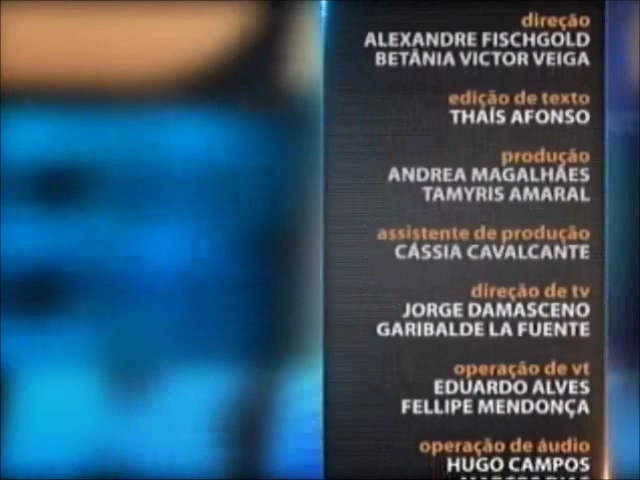 direção
ALEXANDRE FISCHGOLD
BETÂNIA VICTOR VEIGA
edição de texto
THAÍS AFONSO
produção
ANDREA MAGALHÃES
TAMYRIS AMARAL
assistente de produção
CÁSSIA CAVALCANTE
direção de tv
JORGE DAMASCENO
GARIBALDE LA FUENTE
operação de vt
EDUARDO ALVES
FELLIPE MENDONÇA
operação de áudio
HUGO CAMPOS